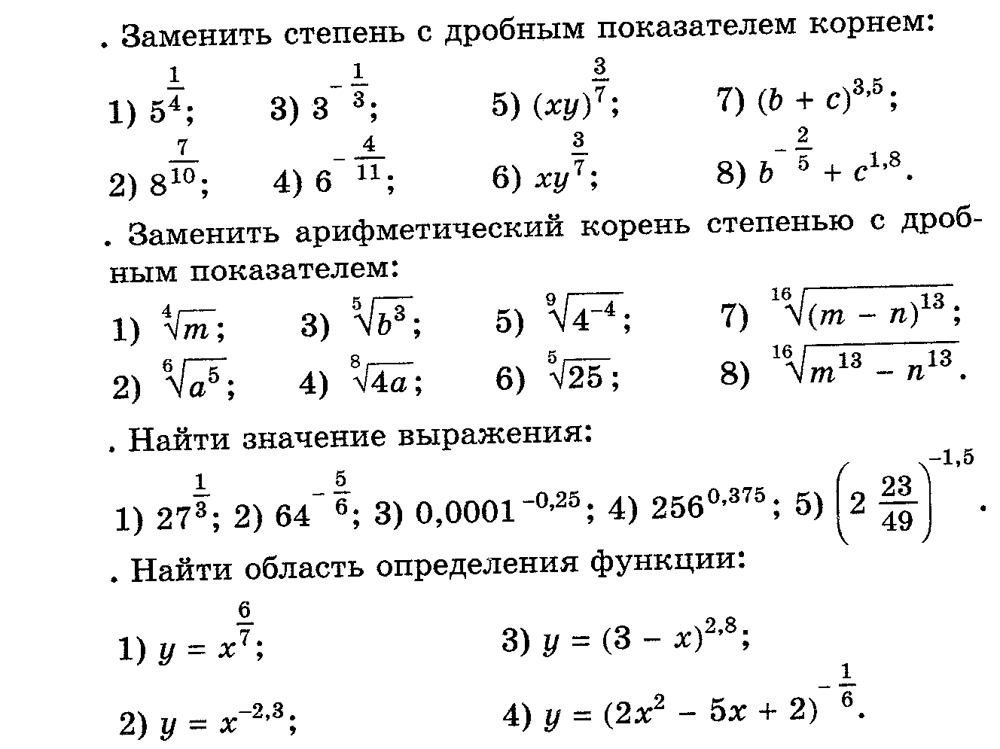 . Заменить степень с дробным показателем корнем:
1) 5^{\frac{1}{4}}; 3) 3^{-\frac{1}{3}}; 5) (xy)^{\frac{3}{7}}; 7) (b + c)^{3,5};
2) 8^{\frac{7}{10}}; 4) 6^{-\frac{4}{11}}; 6) xy^{\frac{3}{7}}; 8) b^{-\frac{2}{5}} + c^{1,8}.
. Заменить арифметический корень степенью с дроб-
ным показателем:
1) \sqrt[4]{m}; 3) \sqrt[5]{b^3}; 5) \sqrt[9]{4^{-4}}; 7) \sqrt[16]{(m - n)^{13}};
2) \sqrt[6]{a^5}; 4) \sqrt[8]{4a}; 6) \sqrt[5]{25}; 8) \sqrt[16]{m^{13} - n^{13}}.
. Найти значение выражения:
1) 27^{\frac{1}{3}}; 2) 64^{-\frac{5}{6}}; 3) 0,0001^{-0,25}; 4) 256^{0,375}; 5) (2\frac{23}{49})^{-1,5}.
. Найти область определения функции:
1) y = x^{\frac{6}{7}}; 3) y = (3 - x)^{2,8};
2) y = x^{-2,3}; 4) y = (2x^2 - 5x + 2)^{-\frac{1}{6}}.